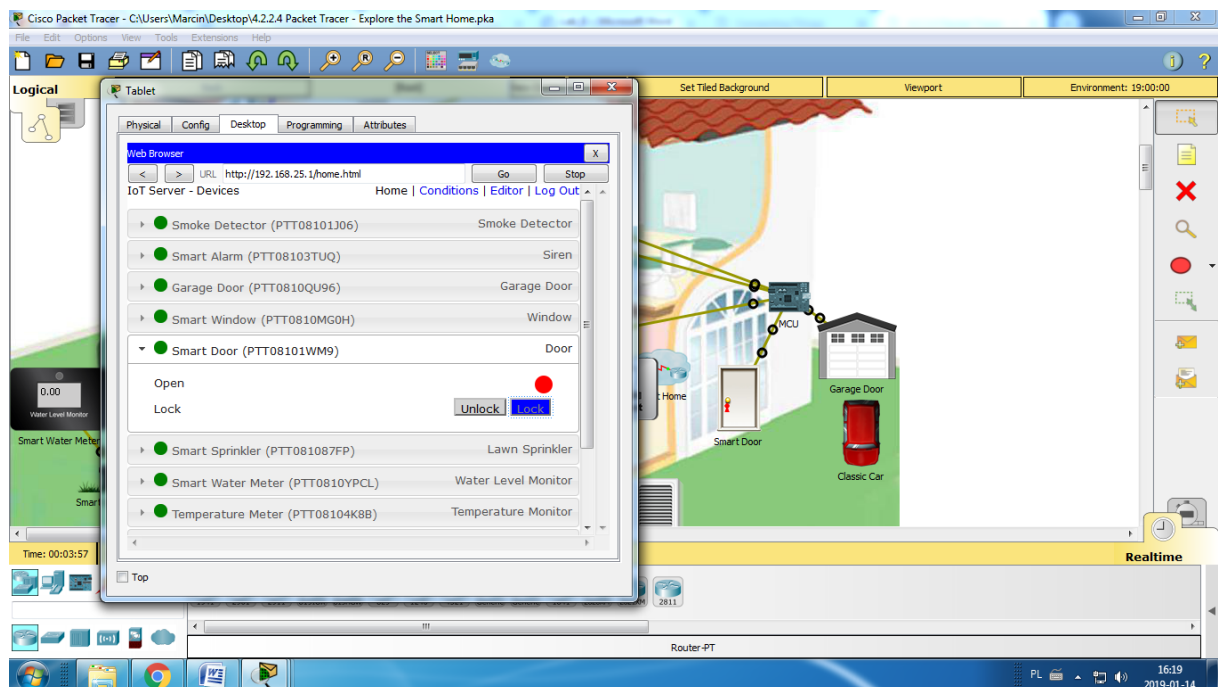 Cisco Packet Tracer - C:\Users\Marcin\Desktop\4.2.2.4 Packet Tracer - Explore the Smart Home.pka
File Edit Options View Tools Extensions Help
Logical
Set Tiled Background
Viewport
Environment: 19:00:00
Tablet
Physical Config Desktop Programming Attributes
Web Browser X
< > URL http://192.168.25.1/home.html Go Stop
IoT Server - Devices Home | Conditions | Editor | Log Out
Smoke Detector (PTT08101J06) Smoke Detector
Smart Alarm (PTT08103TUQ) Siren
Garage Door (PTT0810QU96) Garage Door
Smart Window (PTT0810MG0H) Window
Smart Door (PTT08101WM9) Door
Open
Lock Unlock Lock
Smart Sprinkler (PTT081087FP) Lawn Sprinkler
Smart Water Meter (PTT0810YPCL) Water Level Monitor
Temperature Meter (PTT08104K8B) Temperature Monitor
Top
0.00
Water Level Monitor
Smart Water Meter
Smart
MCU
t Home
Garage Door
Smart Door
Classic Car
Time: 00:03:57
Realtime
2811
Router-PT
PL
16:19
2019-01-14